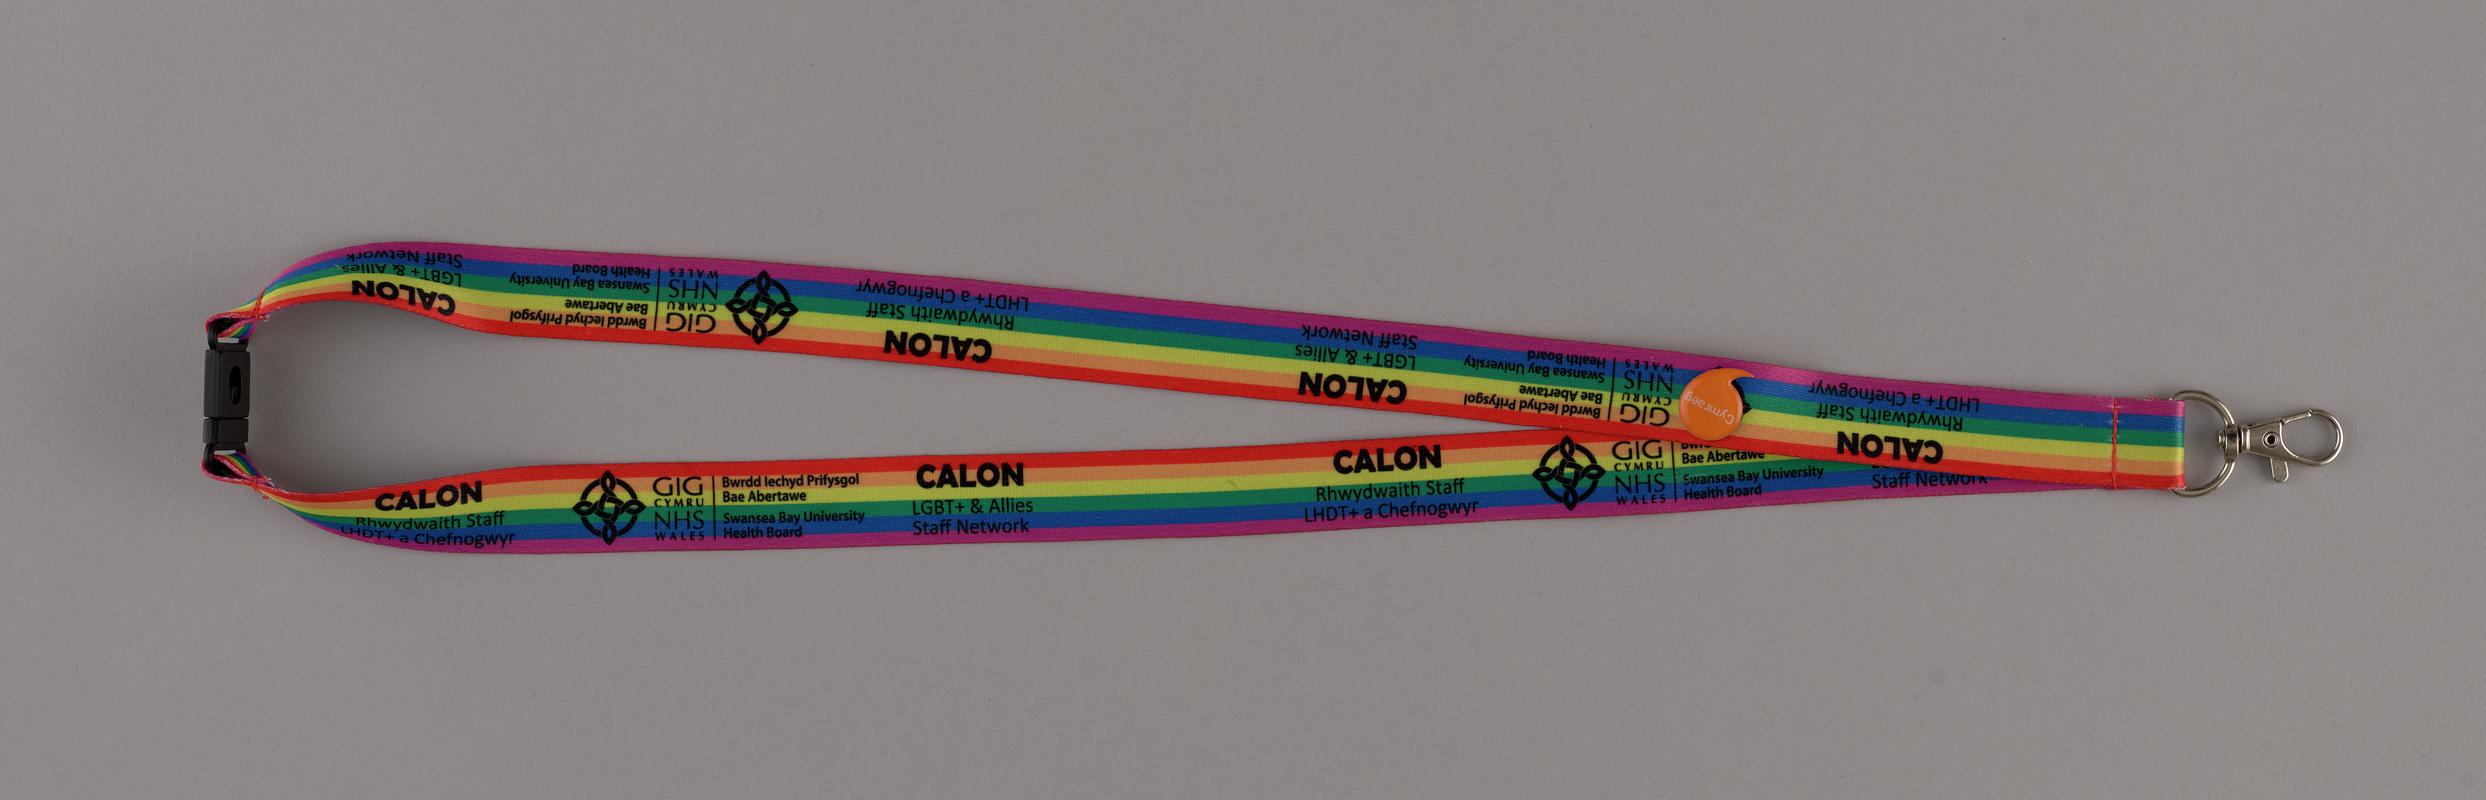 CALON
LGBT+ & Allies
Staff Network
Bwrdd Iechyd Prifysgol
Bae Abertawe
Swansea Bay University
Health Board
GIG
CYMRU
NHS
WALES
CALON
Rhwydwaith Staff
LHDT+ a Chefnogwyr
CALON
LGBT+ & Allies
Staff Network
Bwrdd Iechyd Prifysgol
Bae Abertawe
Swansea Bay University
Health Board
GIG
CYMRU
NHS
WALES
Cymraeg
CALON
Rhwydwaith Staff
LHDT+ a Chefnogwyr
CALON
Rhwydwaith Staff
LHDT+ a Chefnogwyr
GIG
CYMRU
NHS
WALES
Bwrdd Iechyd Prifysgol
Bae Abertawe
Swansea Bay University
Health Board
CALON
LGBT+ & Allies
Staff Network
CALON
Rhwydwaith Staff
LHDT+ a Chefnogwyr
GIG
CYMRU
NHS
WALES
Bae Abertawe
Swansea Bay University
Health Board
Staff Network